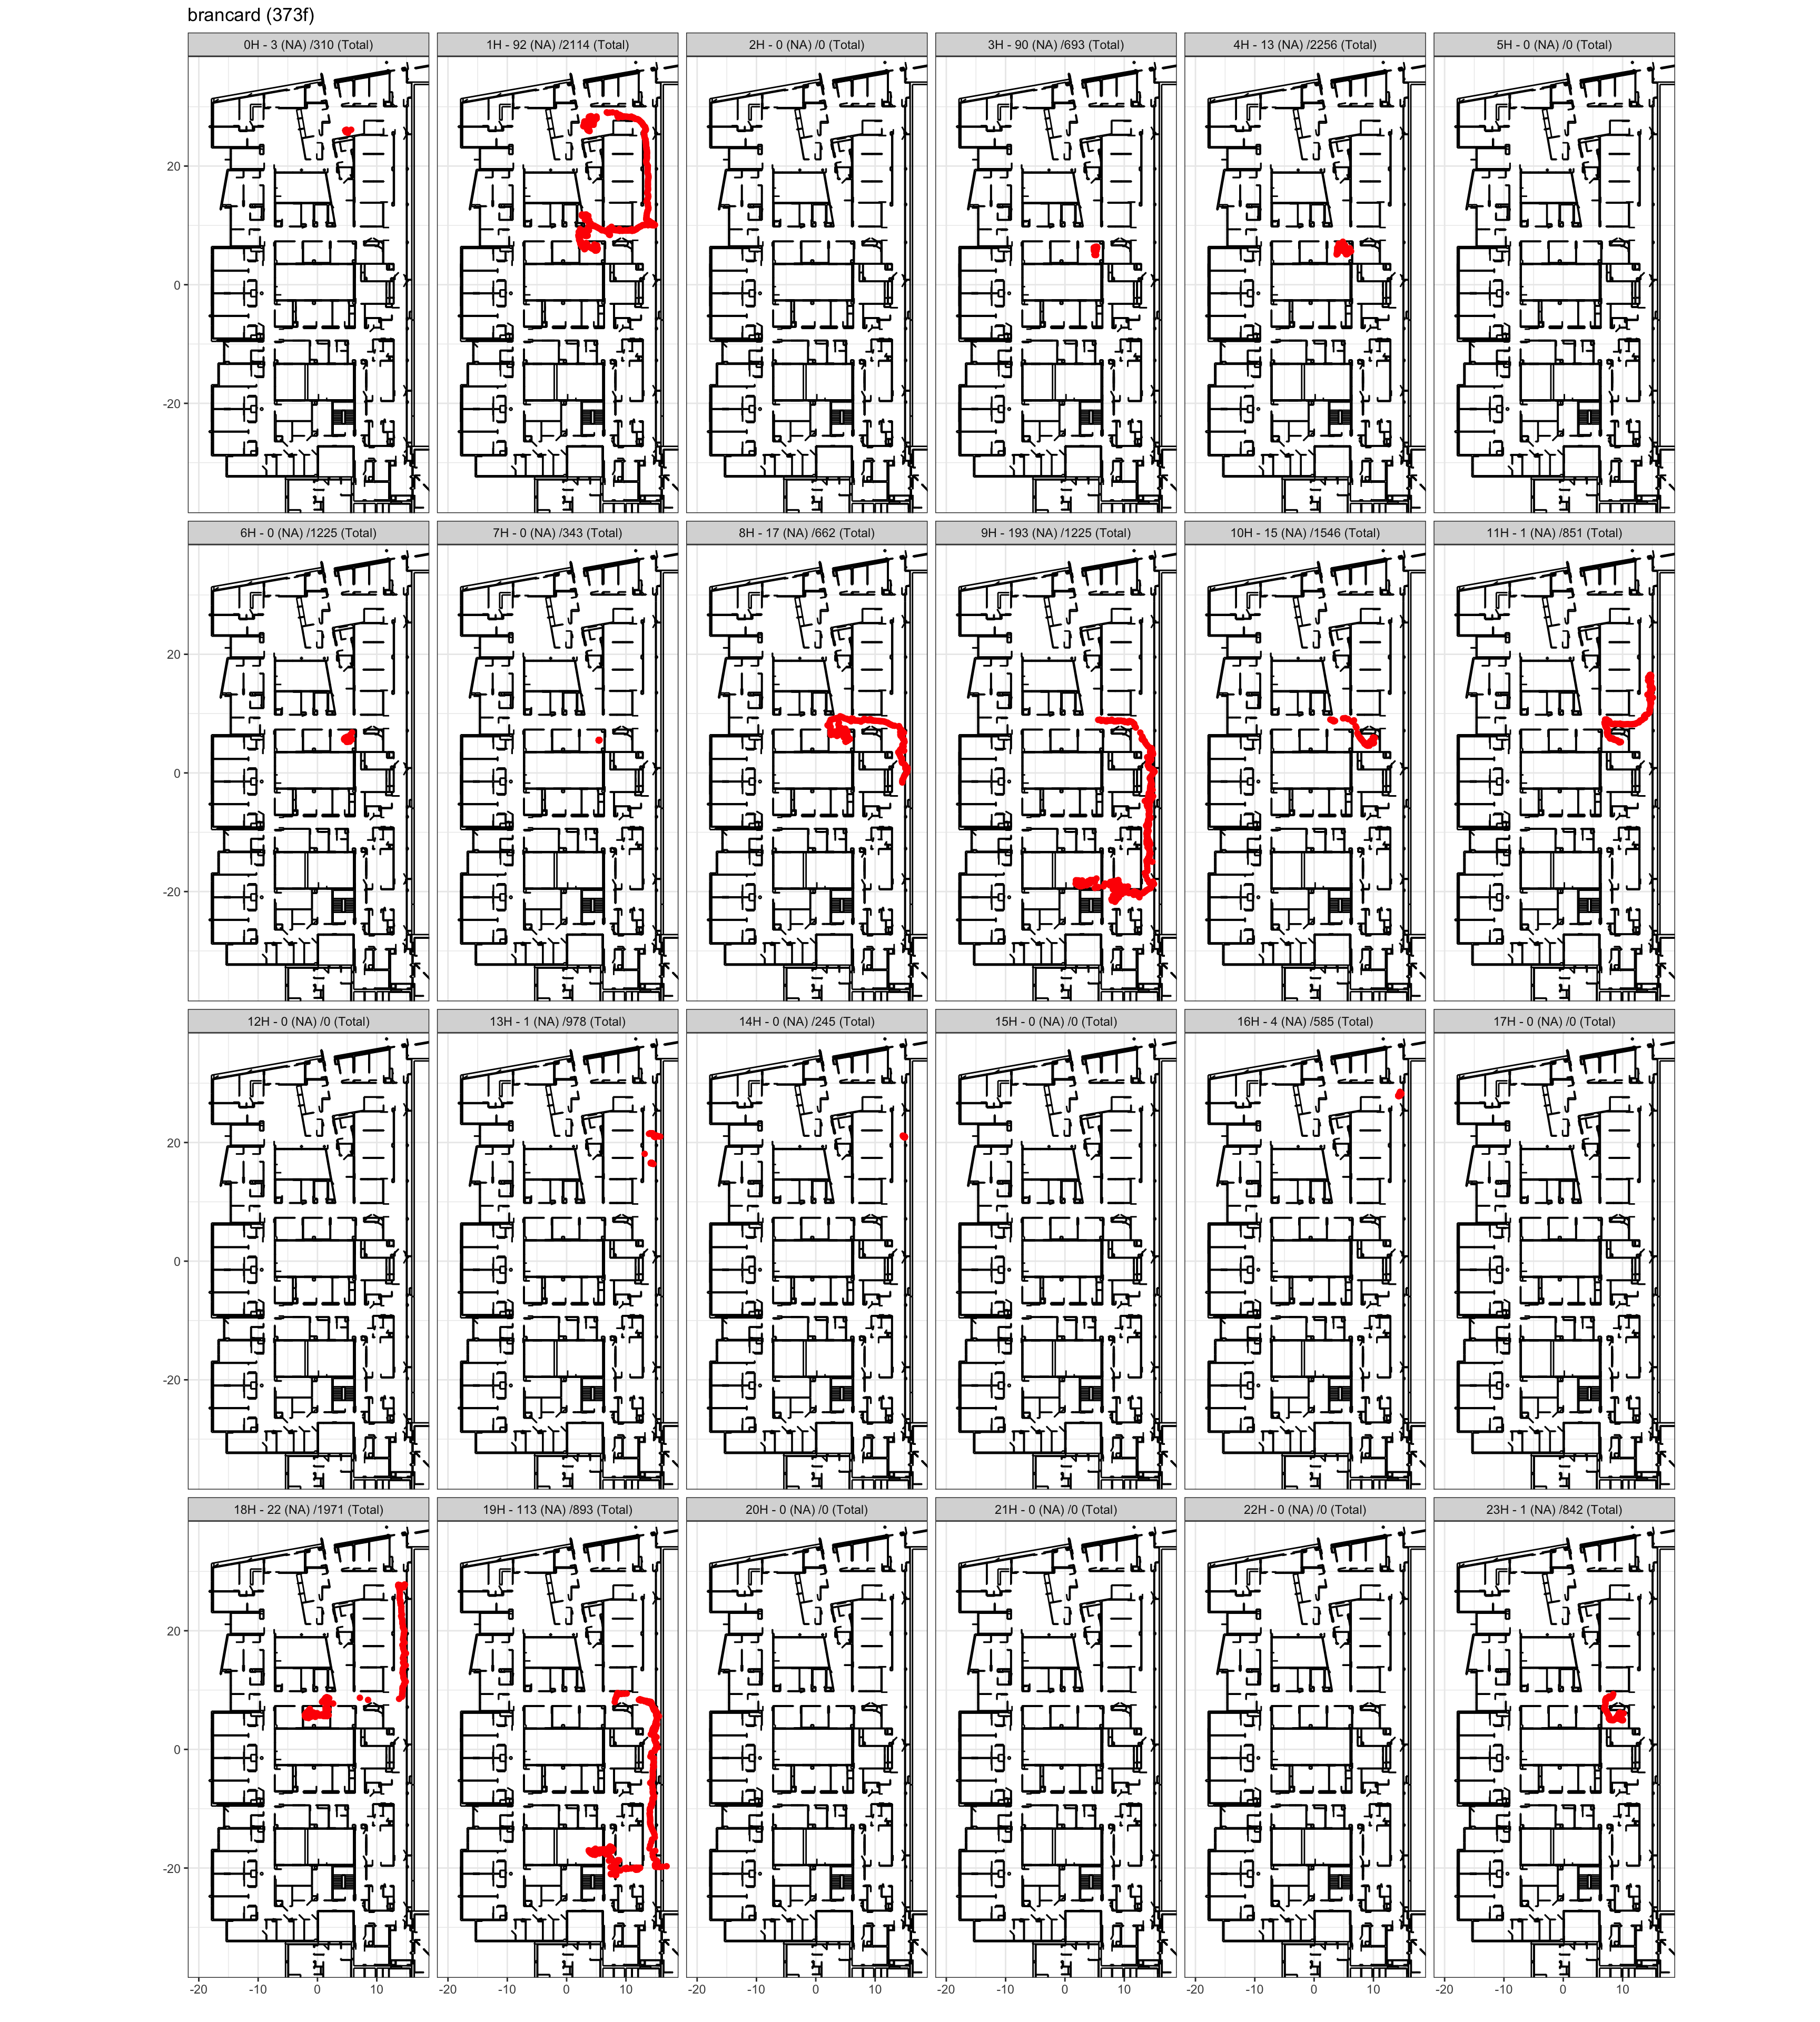 brancard (373f)
0H - 3 (NA) /310 (Total) 1H - 92 (NA) /2114 (Total) 2H - 0 (NA) /0 (Total) 3H - 90 (NA) /693 (Total) 4H - 13 (NA) /2256 (Total) 5H - 0 (NA) /0 (Total)
20
0
-20
6H - 0 (NA) /1225 (Total) 7H - 0 (NA) /343 (Total) 8H - 17 (NA) /662 (Total) 9H - 193 (NA) /1225 (Total) 10H - 15 (NA) /1546 (Total) 11H - 1 (NA) /851 (Total)
20
0
-20
12H - 0 (NA) /0 (Total) 13H - 1 (NA) /978 (Total) 14H - 0 (NA) /245 (Total) 15H - 0 (NA) /0 (Total) 16H - 4 (NA) /585 (Total) 17H - 0 (NA) /0 (Total)
20
0
-20
18H - 22 (NA) /1971 (Total) 19H - 113 (NA) /893 (Total) 20H - 0 (NA) /0 (Total) 21H - 0 (NA) /0 (Total) 22H - 0 (NA) /0 (Total) 23H - 1 (NA) /842 (Total)
20
0
-20
-20 -10 0 10 -20 -10 0 10 -20 -10 0 10 -20 -10 0 10 -20 -10 0 10 -20 -10 0 10